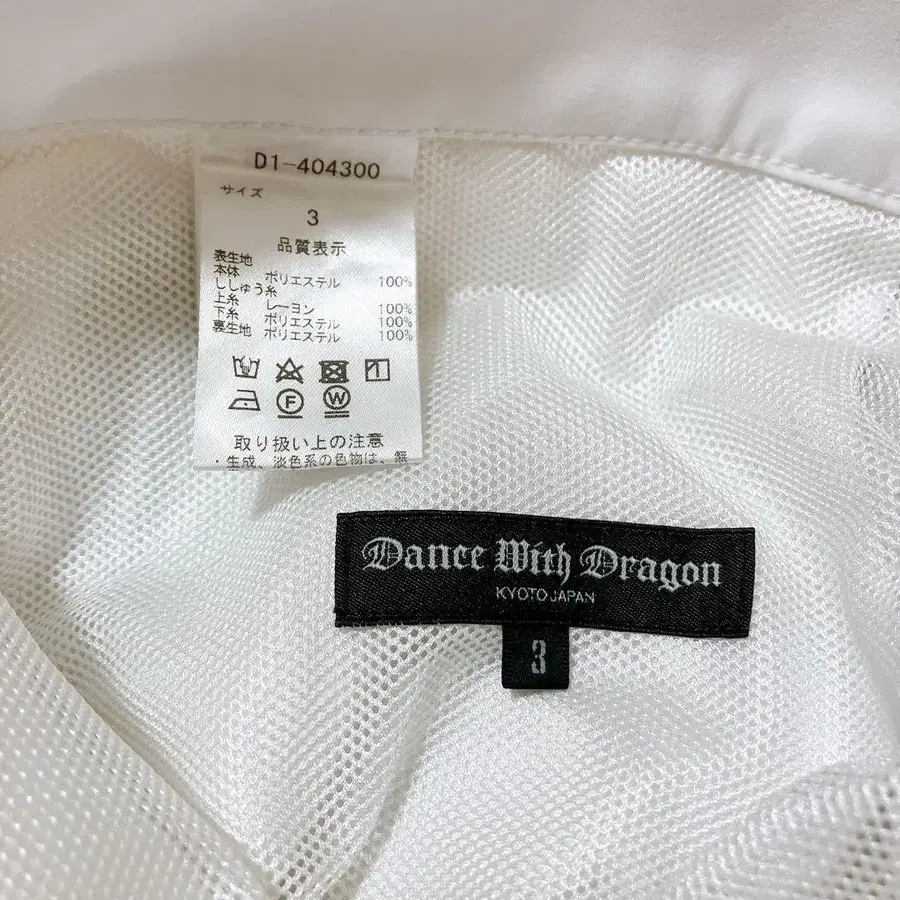 D1-404300
サイズ
3
品質表示
表生地
本体 ポリエステル 100%
ししゅう糸
上糸 レーヨン 100%
下糸 ポリエステル 100%
裏生地 ポリエステル 100%
F W
取り扱い上の注意
・生成、淡色系の色物は、無
Dance With Dragon
KYOTO JAPAN
3